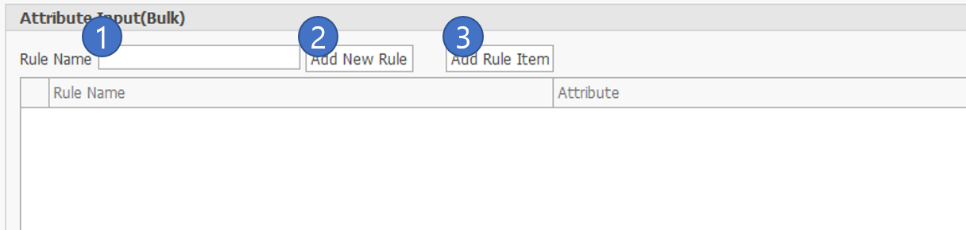 Attribute Input(Bulk)
1 2 3
Rule Name Add New Rule Add Rule Item
Rule Name Attribute